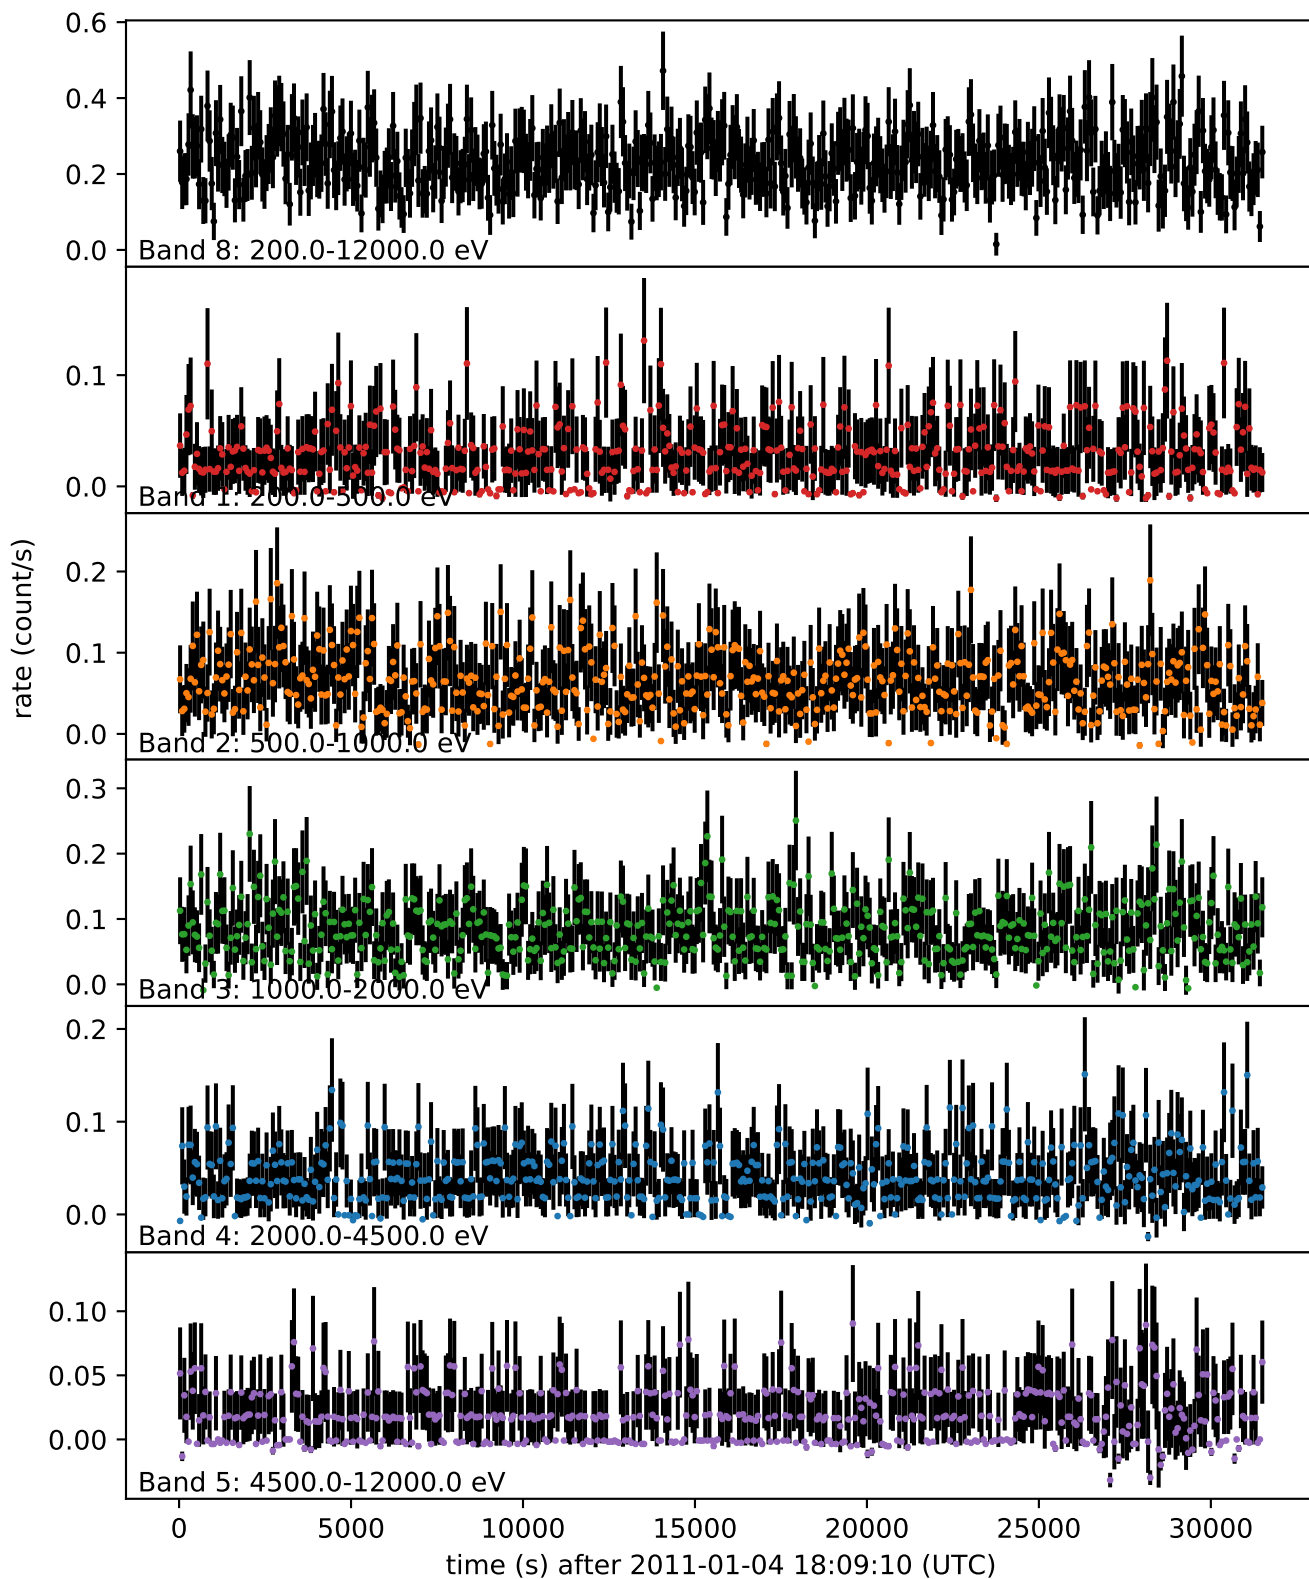 0.6
0.4
0.2
0.0
Band 8: 200.0-12000.0 eV
0.1
0.0
Band 1: 200.0-500.0 eV
rate (count/s)
0.2
0.1
0.0
Band 2: 500.0-1000.0 eV
0.3
0.2
0.1
0.0
Band 3: 1000.0-2000.0 eV
0.2
0.1
0.0
Band 4: 2000.0-4500.0 eV
0.10
0.05
0.00
Band 5: 4500.0-12000.0 eV
0 5000 10000 15000 20000 25000 30000
time (s) after 2011-01-04 18:09:10 (UTC)